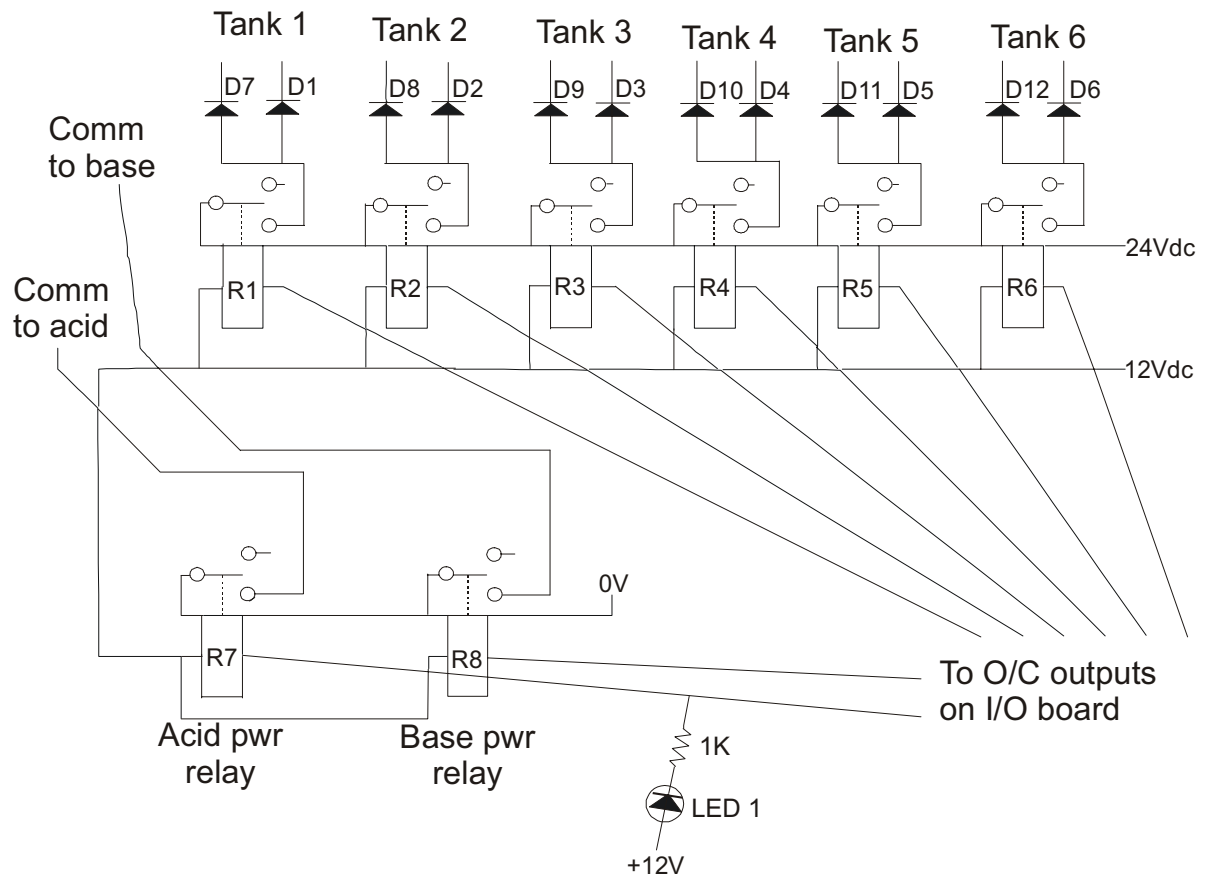 Tank 1
Tank 2
Tank 3
Tank 4
Tank 5
Tank 6
D7
D1
D8
D2
D9
D3
D10
D4
D11
D5
D12
D6
Comm
to base
24Vdc
R1
R2
R3
R4
R5
R6
Comm
to acid
12Vdc
0V
R7
R8
To O/C outputs
on I/O board
Acid pwr
relay
Base pwr
relay
1K
LED 1
+12V